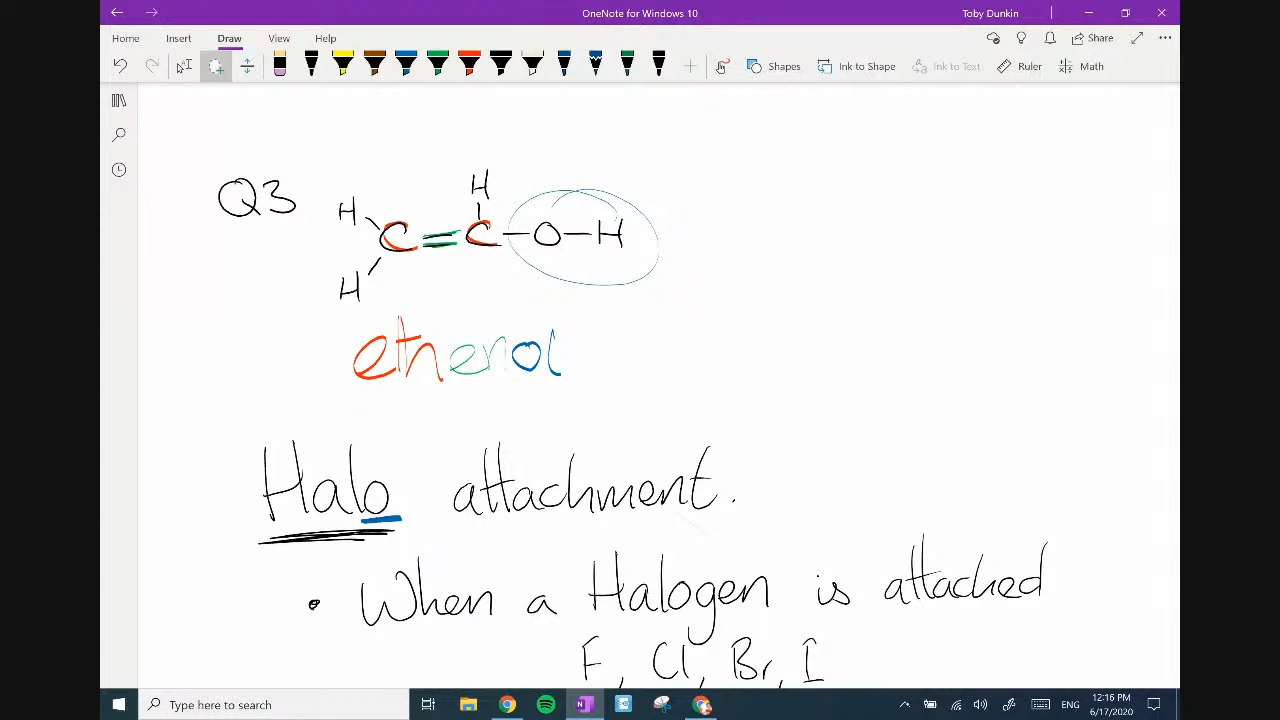 OneNote for Windows 10
Toby Dunkin
Home Insert Draw View Help
Share
Shapes Ink to Shape Ink to Text Ruler Math
Q3
H
H
C = C — O — H
H
ethenol
Halo attachment.
• When a Halogen is attached
F, Cl, Br, I
Type here to search
ENG
12:16 PM
6/17/2020